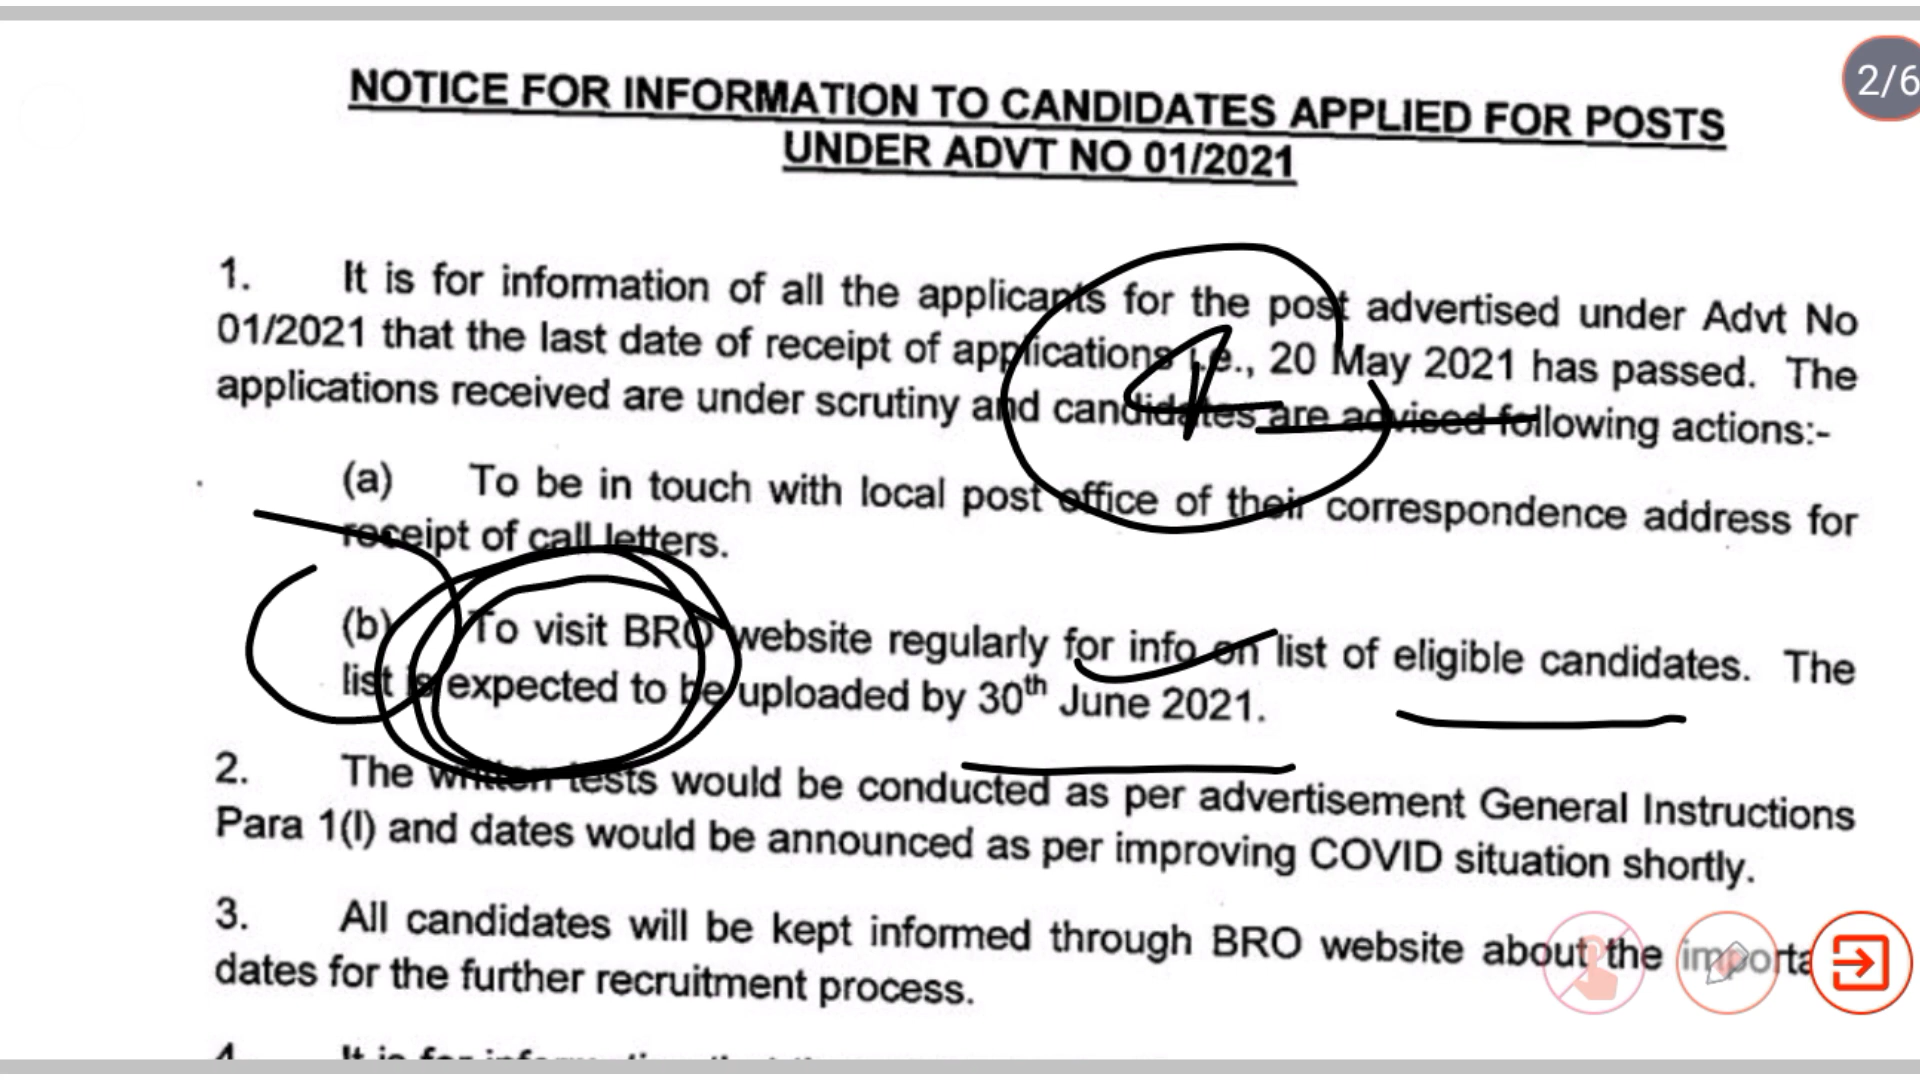 NOTICE FOR INFORMATION TO CANDIDATES APPLIED FOR POSTS
UNDER ADVT NO 01/2021
2/6
1. It is for information of all the applicants for the post advertised under Advt No
01/2021 that the last date of receipt of applications i.e., 20 May 2021 has passed. The
applications received are under scrutiny and candidates are advised following actions:-
(a) To be in touch with local post office of their correspondence address for
receipt of call letters.
(b) To visit BRO website regularly for info on list of eligible candidates. The
list is expected to be uploaded by 30th June 2021.
2. The written tests would be conducted as per advertisement General Instructions
Para 1(I) and dates would be announced as per improving COVID situation shortly.
3. All candidates will be kept informed through BRO website about the importa
dates for the further recruitment process.
4. It is for